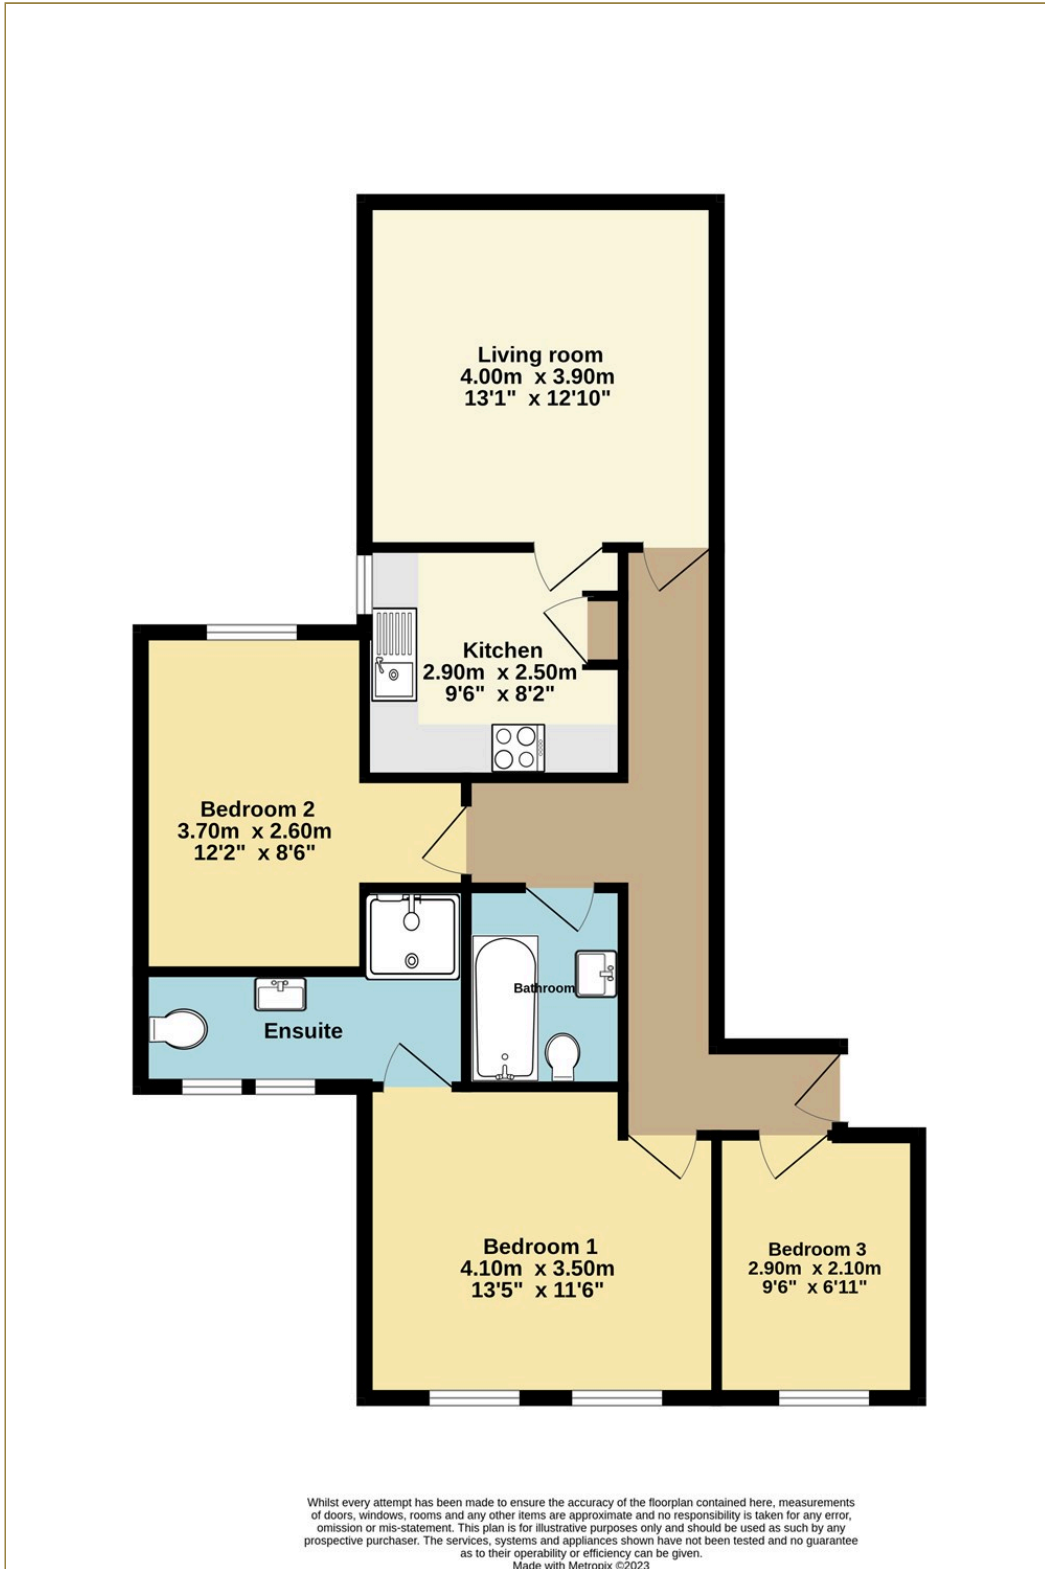 Living room
4.00m x 3.90m
13'1" x 12'10"
Kitchen
2.90m x 2.50m
9'6" x 8'2"
Bedroom 2
3.70m x 2.60m
12'2" x 8'6"
Bathroom
Ensuite
Bedroom 1
4.10m x 3.50m
13'5" x 11'6"
Bedroom 3
2.90m x 2.10m
9'6" x 6'11"
Whilst every attempt has been made to ensure the accuracy of the floorplan contained here, measurements
of doors, windows, rooms and any other items are approximate and no responsibility is taken for any error,
omission or mis-statement. This plan is for illustrative purposes only and should be used as such by any
prospective purchaser. The services, systems and appliances shown have not been tested and no guarantee
as to their operability or efficiency can be given.
Made with Metropix ©2023